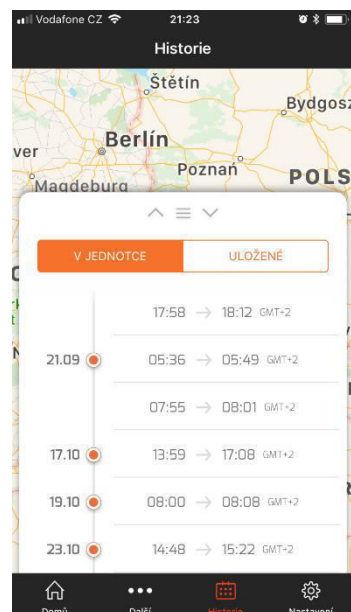 Vodafone CZ 21:23
Historie
Štětín
Bydgosz
Berlín
ver
Poznań
Magdeburg
POLS
V JEDNOTCE ULOŽENÉ
17:58 → 18:12 GMT+2
21.09 05:36 → 05:49 GMT+2
07:55 → 08:01 GMT+2
17.10 13:59 → 17:08 GMT+2
19.10 08:00 → 08:08 GMT+2
23.10 14:48 → 15:22 GMT+2
Domů Další Historie Nastavení